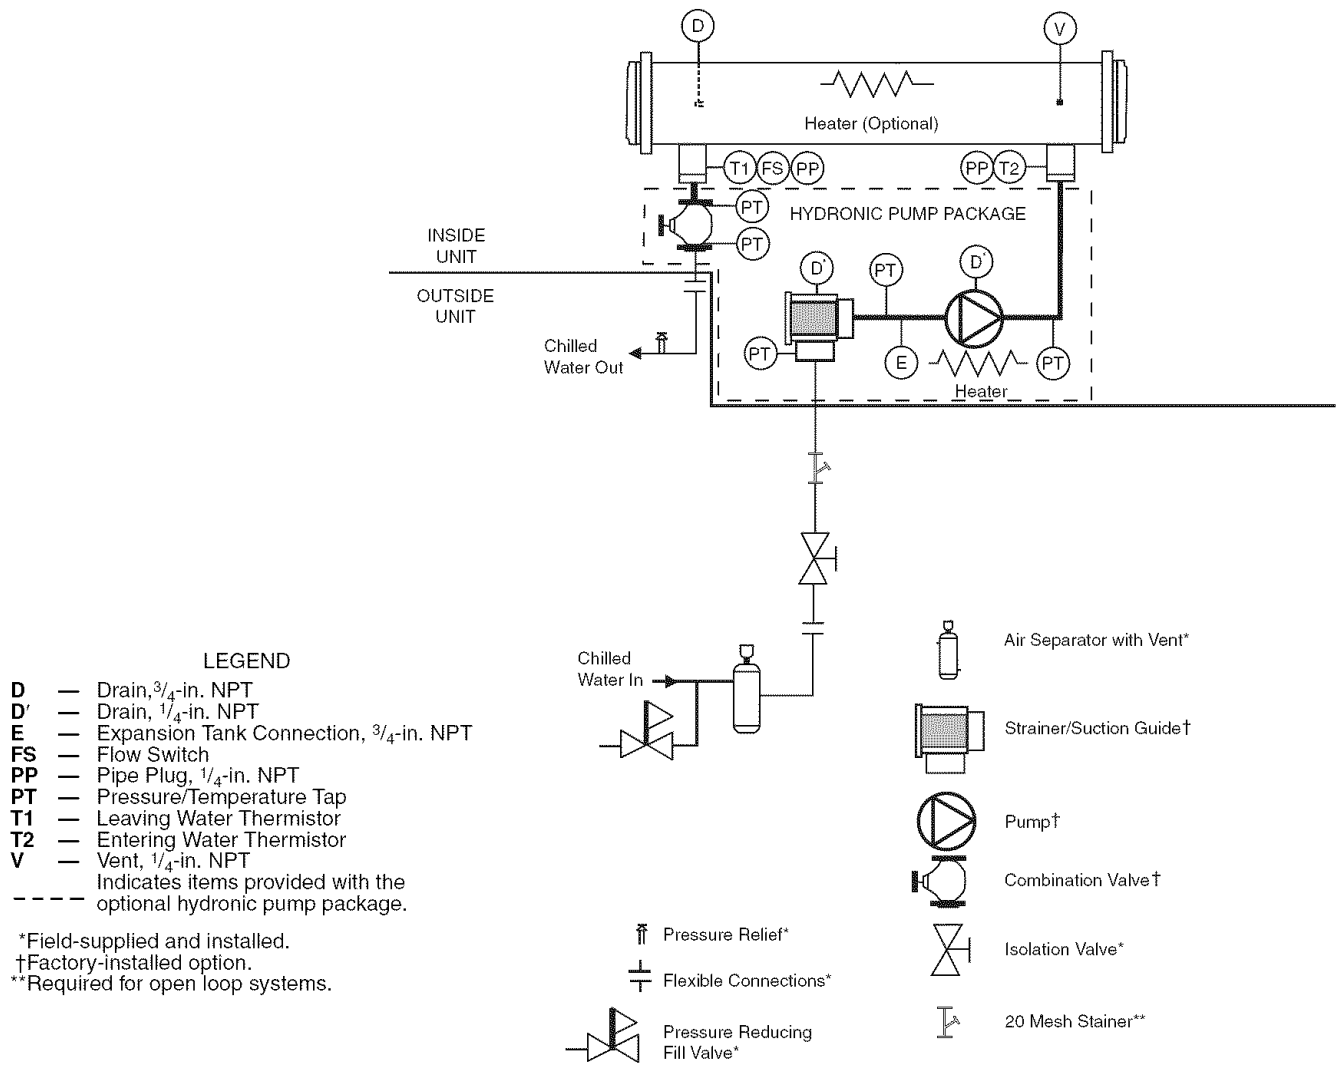 D
V
Heater (Optional)
T1 FS PP
PP T2
PT
HYDRONIC PUMP PACKAGE
PT
INSIDE
UNIT
OUTSIDE
UNIT
D'
PT
D'
Chilled
Water Out
PT
E
PT
Heater
Chilled
Water In
LEGEND
D — Drain,3/4-in. NPT
D' — Drain, 1/4-in. NPT
E — Expansion Tank Connection, 3/4-in. NPT
FS — Flow Switch
PP — Pipe Plug, 1/4-in. NPT
PT — Pressure/Temperature Tap
T1 — Leaving Water Thermistor
T2 — Entering Water Thermistor
V — Vent, 1/4-in. NPT
Indicates items provided with the
---- optional hydronic pump package.
*Field-supplied and installed.
†Factory-installed option.
**Required for open loop systems.
Pressure Relief*
Flexible Connections*
Pressure Reducing
Fill Valve*
Air Separator with Vent*
Strainer/Suction Guide†
Pump†
Combination Valve†
Isolation Valve*
20 Mesh Stainer**